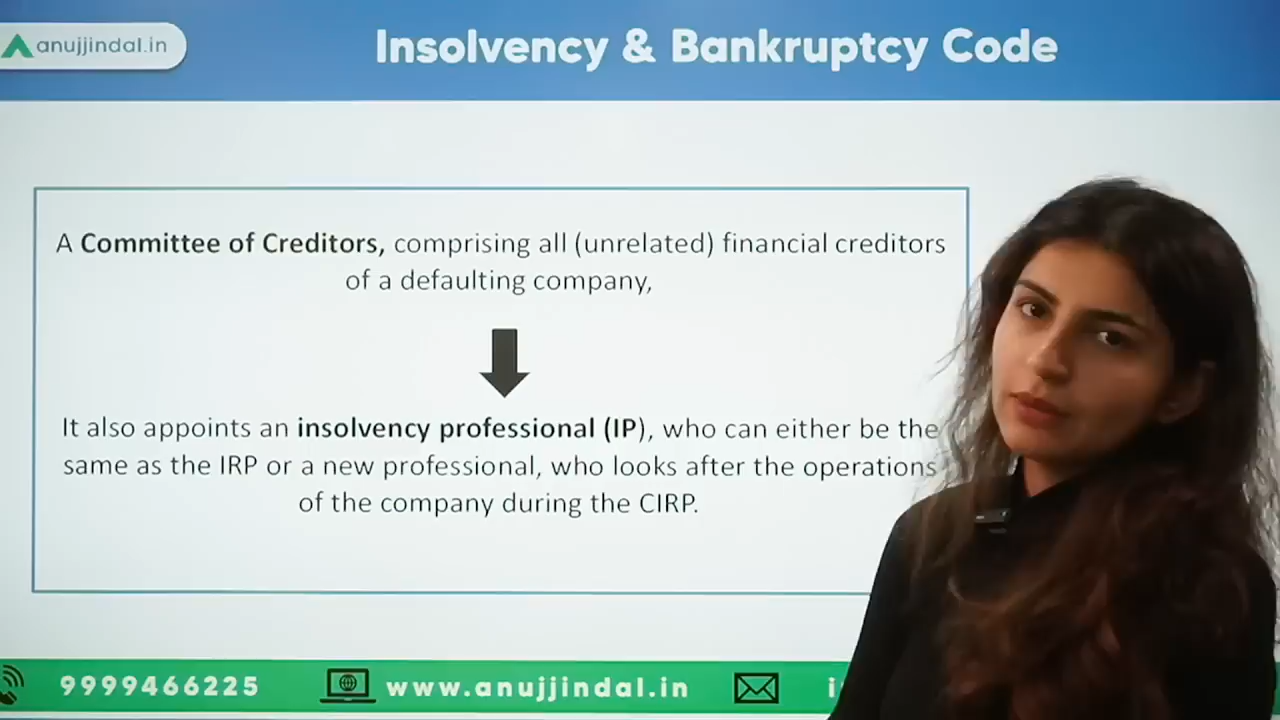 anujjindal.in
Insolvency & Bankruptcy Code
A Committee of Creditors, comprising all (unrelated) financial creditors
of a defaulting company,
It also appoints an insolvency professional (IP), who can either be the
same as the IRP or a new professional, who looks after the operations
of the company during the CIRP.
9999466225
www.anujjindal.in